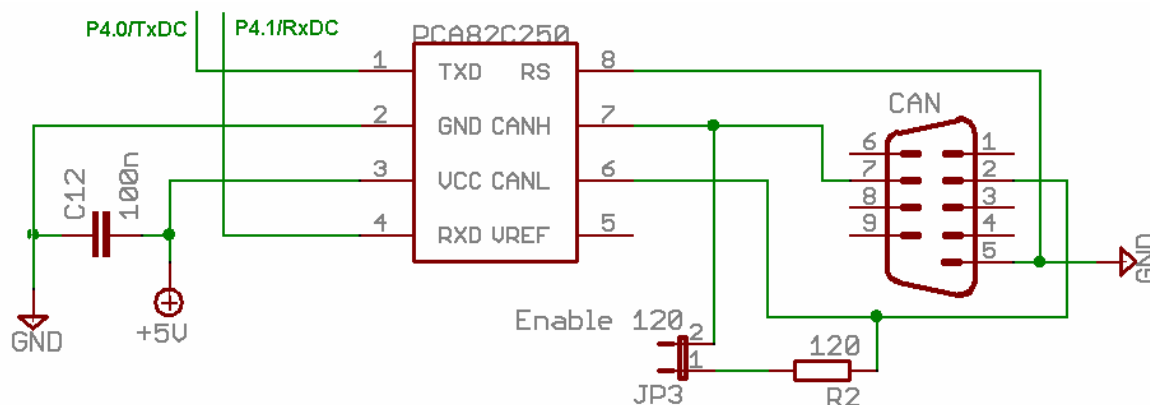 P4.0/TxDC P4.1/RxDC
PCA82C250
1 TXD RS 8
2 GND CANH 7
3 VCC CANL 6
4 RXD VREF 5
CAN
6 1
7 2
8 3
9 4
5
C12
100n
GND
+5V
GND
Enable 120
2
1
JP3
120
R2